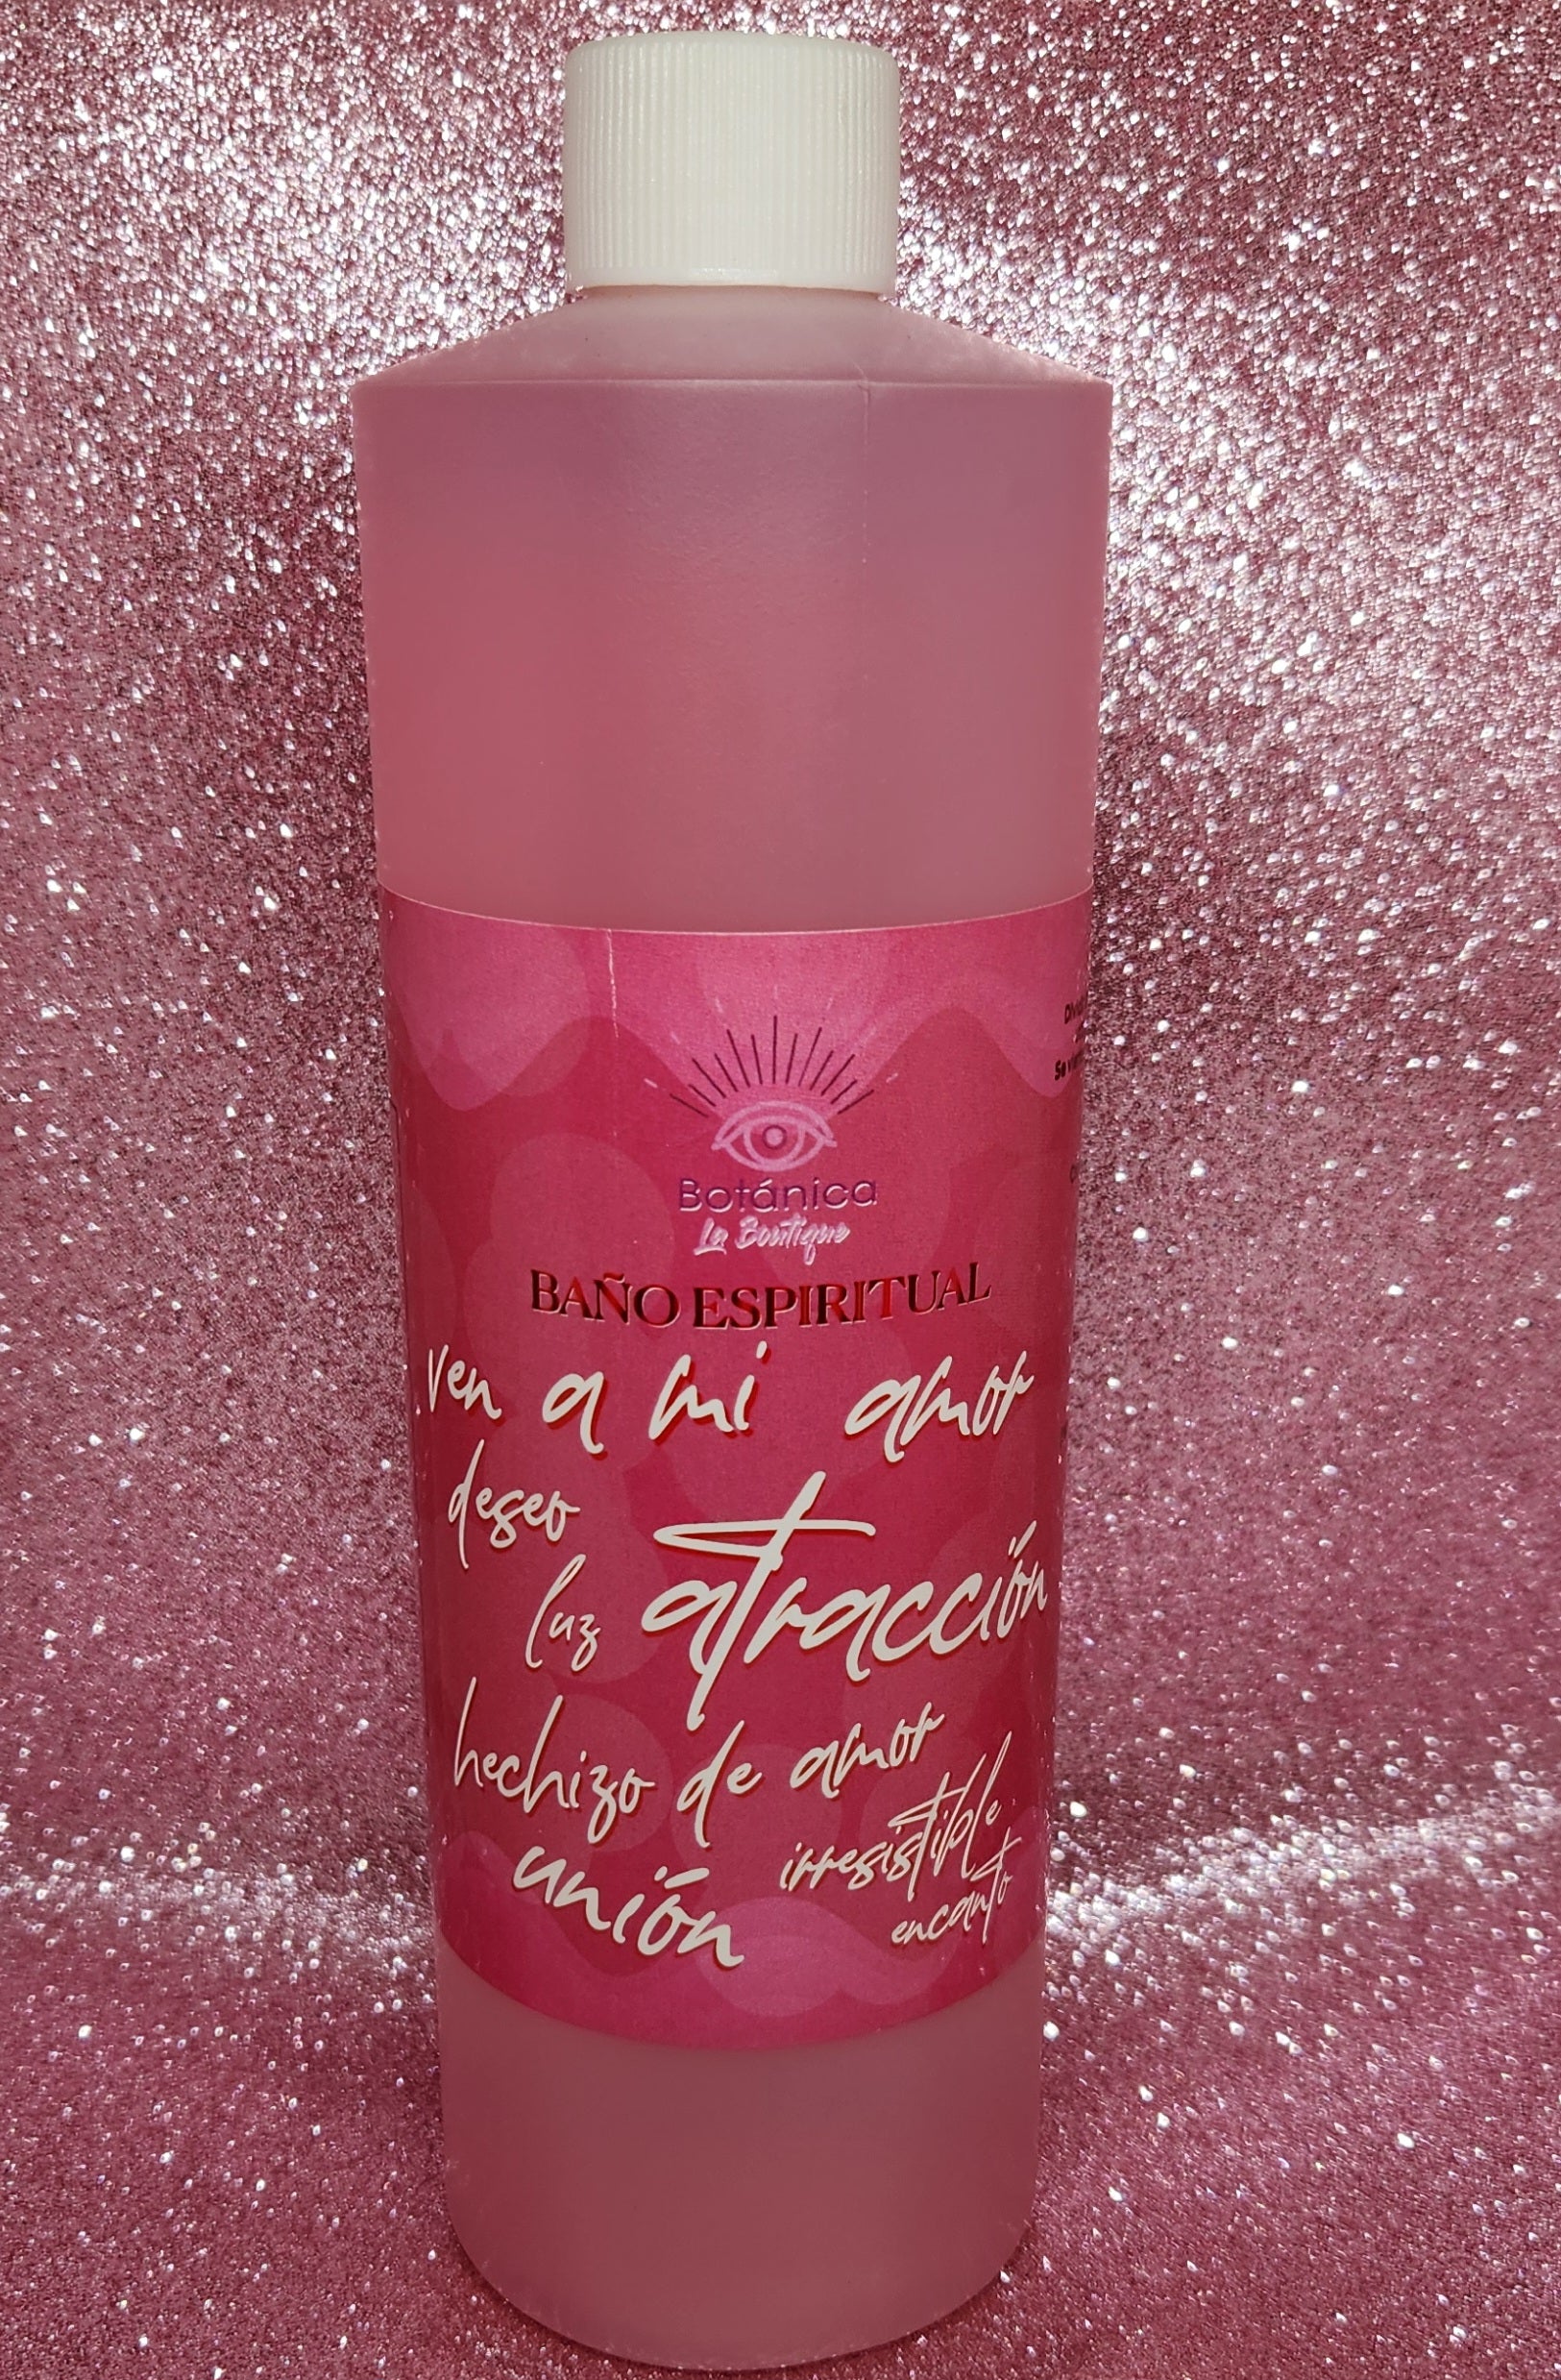 Botánica
La Boutique
BAÑO ESPIRITUAL
ven a mi amor
deseo
luz atracción
hechizo de amor
unión irresistible
encanto